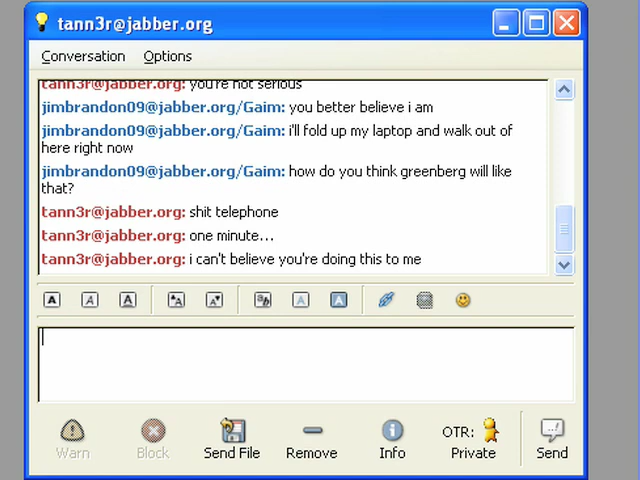 tann3r@jabber.org
Conversation Options
tann3r@jabber.org: you're not serious
jimbrandon09@jabber.org/Gaim: you better believe i am
jimbrandon09@jabber.org/Gaim: i'll fold up my laptop and walk out of
here right now
jimbrandon09@jabber.org/Gaim: how do you think greenberg will like
that?
tann3r@jabber.org: shit telephone
tann3r@jabber.org: one minute...
tann3r@jabber.org: i can't believe you're doing this to me
OTR:
Warn Block Send File Remove Info Private Send